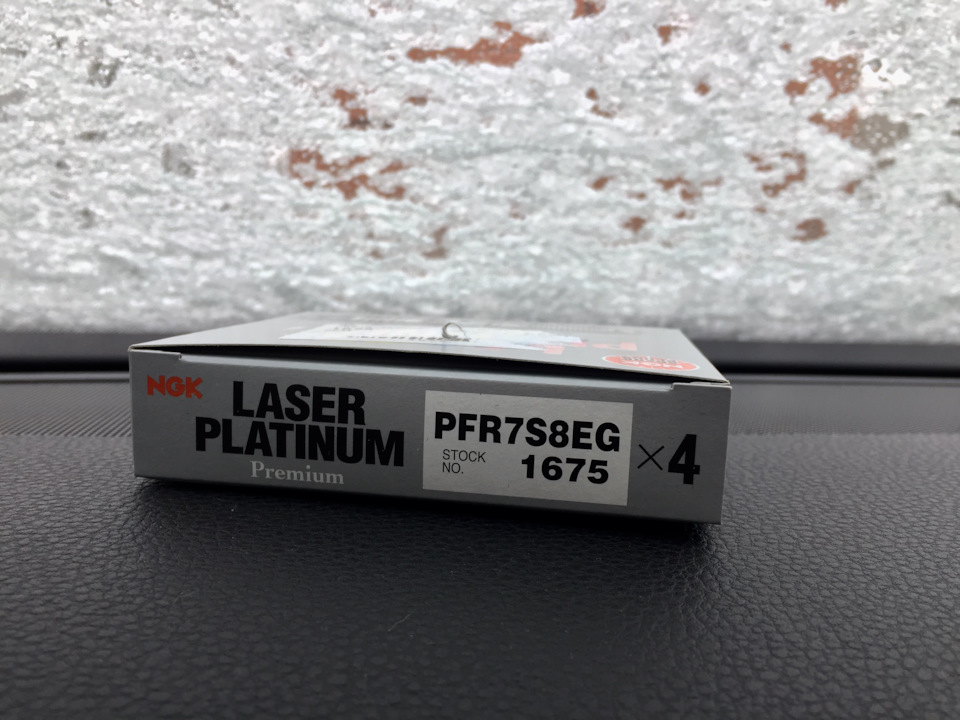 NGK
LASER
PLATINUM
Premium
PFR7S8EG
STOCK
NO.
1675
×4